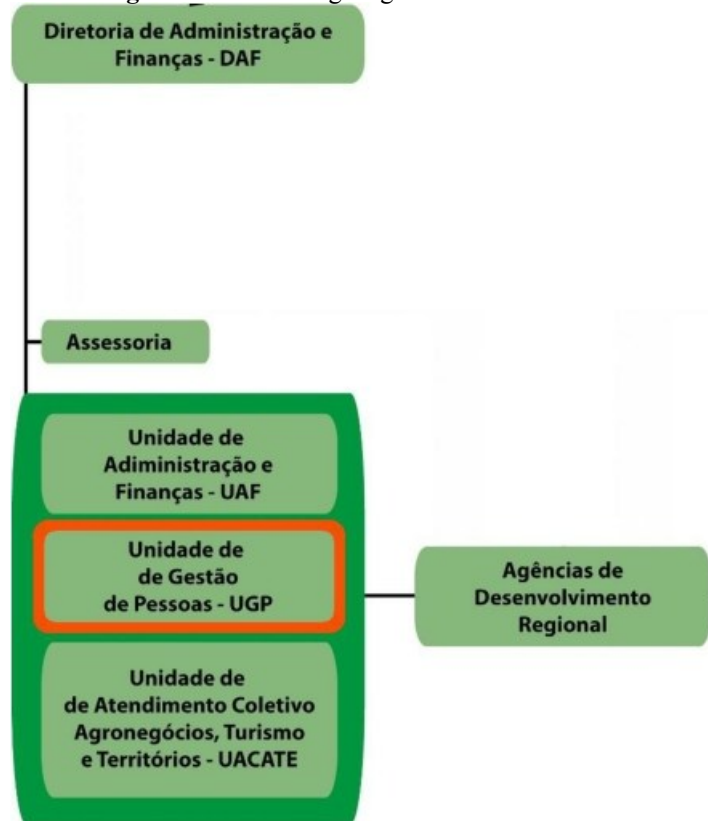 Diretoria de Administração e
Finanças - DAF
Assessoria
Unidade de
Adiministração e
Finanças - UAF
Unidade de
de Gestão
de Pessoas - UGP
Agências de
Desenvolvimento
Regional
Unidade de
de Atendimento Coletivo
Agronegócios, Turismo
e Territórios - UACATE